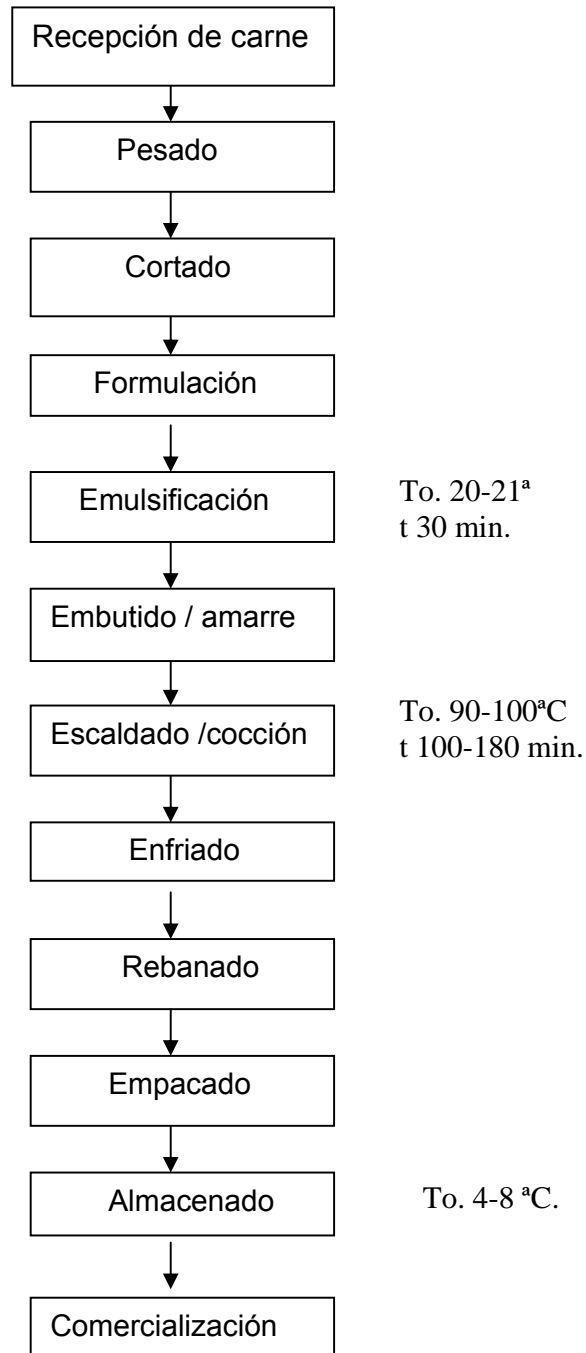 Recepción de carne
Pesado
Cortado
Formulación
Emulsificación
To. 20-21ª
t 30 min.
Embutido / amarre
Escaldado /cocción
To. 90-100ªC
t 100-180 min.
Enfriado
Rebanado
Empacado
Almacenado
To. 4-8 ªC.
Comercialización